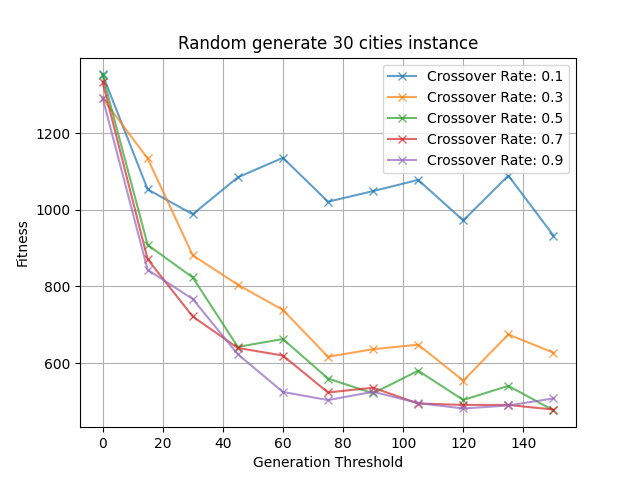 Random generate 30 cities instance
Crossover Rate: 0.1
Crossover Rate: 0.3
Crossover Rate: 0.5
Crossover Rate: 0.7
Crossover Rate: 0.9
1200
1000
800
600
Fitness
0 20 40 60 80 100 120 140
Generation Threshold